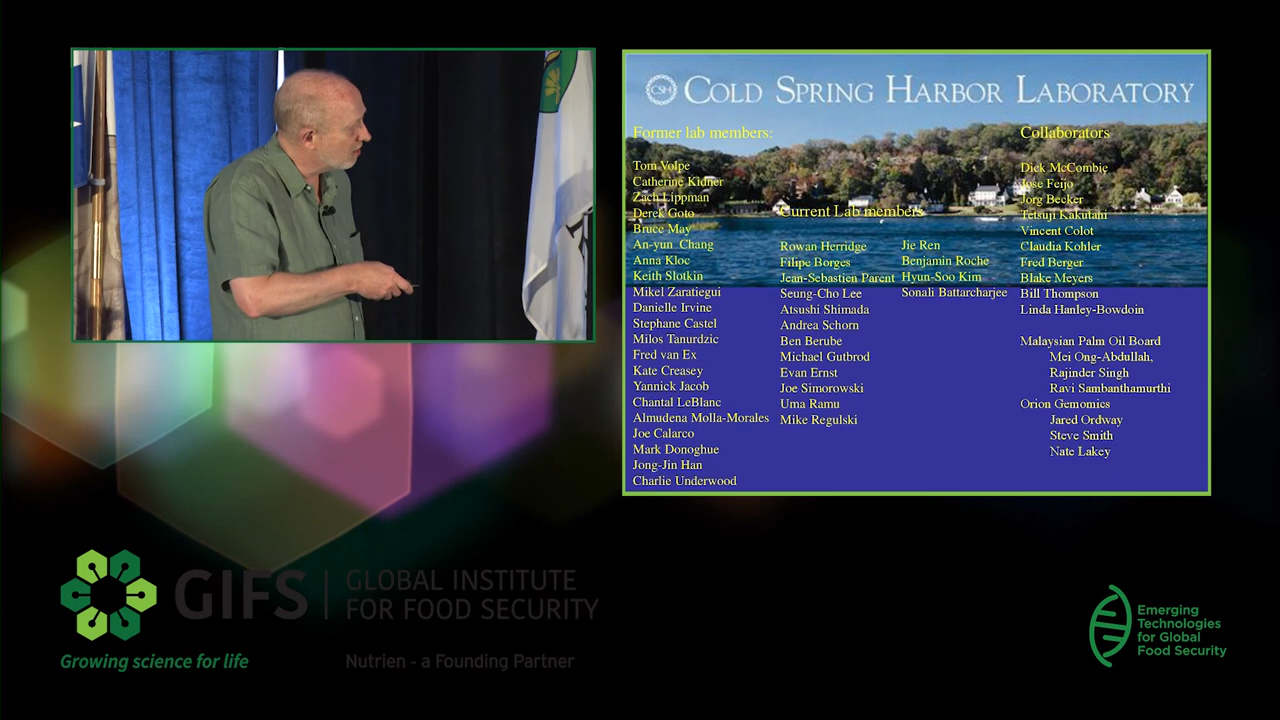 CSH
COLD SPRING HARBOR LABORATORY
Former lab members:
Tom Volpe
Catherine Kidner
Zach Lippman
Derek Goto
Bruce May
An-yun Chang
Anna Kloc
Keith Slotkin
Mikel Zaratiegui
Danielle Irvine
Stephane Castel
Milos Tanurdzic
Fred van Ex
Kate Creasey
Yannick Jacob
Chantal LeBlanc
Almudena Molla-Morales
Joe Calarco
Mark Donoghue
Jong-Jin Han
Charlie Underwood
Current Lab members
Rowan Herridge
Filipe Borges
Jean-Sebastien Parent
Seung-Cho Lee
Atsushi Shimada
Andrea Schorn
Ben Berube
Michael Gutbrod
Evan Ernst
Joe Simorowski
Uma Ramu
Mike Regulski
Jie Ren
Benjamin Roche
Hyun-Soo Kim
Sonali Battarcharjee
Collaborators
Dick McCombie
Jose Feijo
Jorg Becker
Tetsuji Kakutani
Vincent Colot
Claudia Kohler
Fred Berger
Blake Meyers
Bill Thompson
Linda Hanley-Bowdoin
Malaysian Palm Oil Board
Mei Ong-Abdullah,
Rajinder Singh
Ravi Sambanthamurthi
Orion Gemomics
Jared Ordway
Steve Smith
Nate Lakey
GIFS
GLOBAL INSTITUTE
FOR FOOD SECURITY
Growing science for life
Nutrien - a Founding Partner
Emerging
Technologies
for Global
Food Security